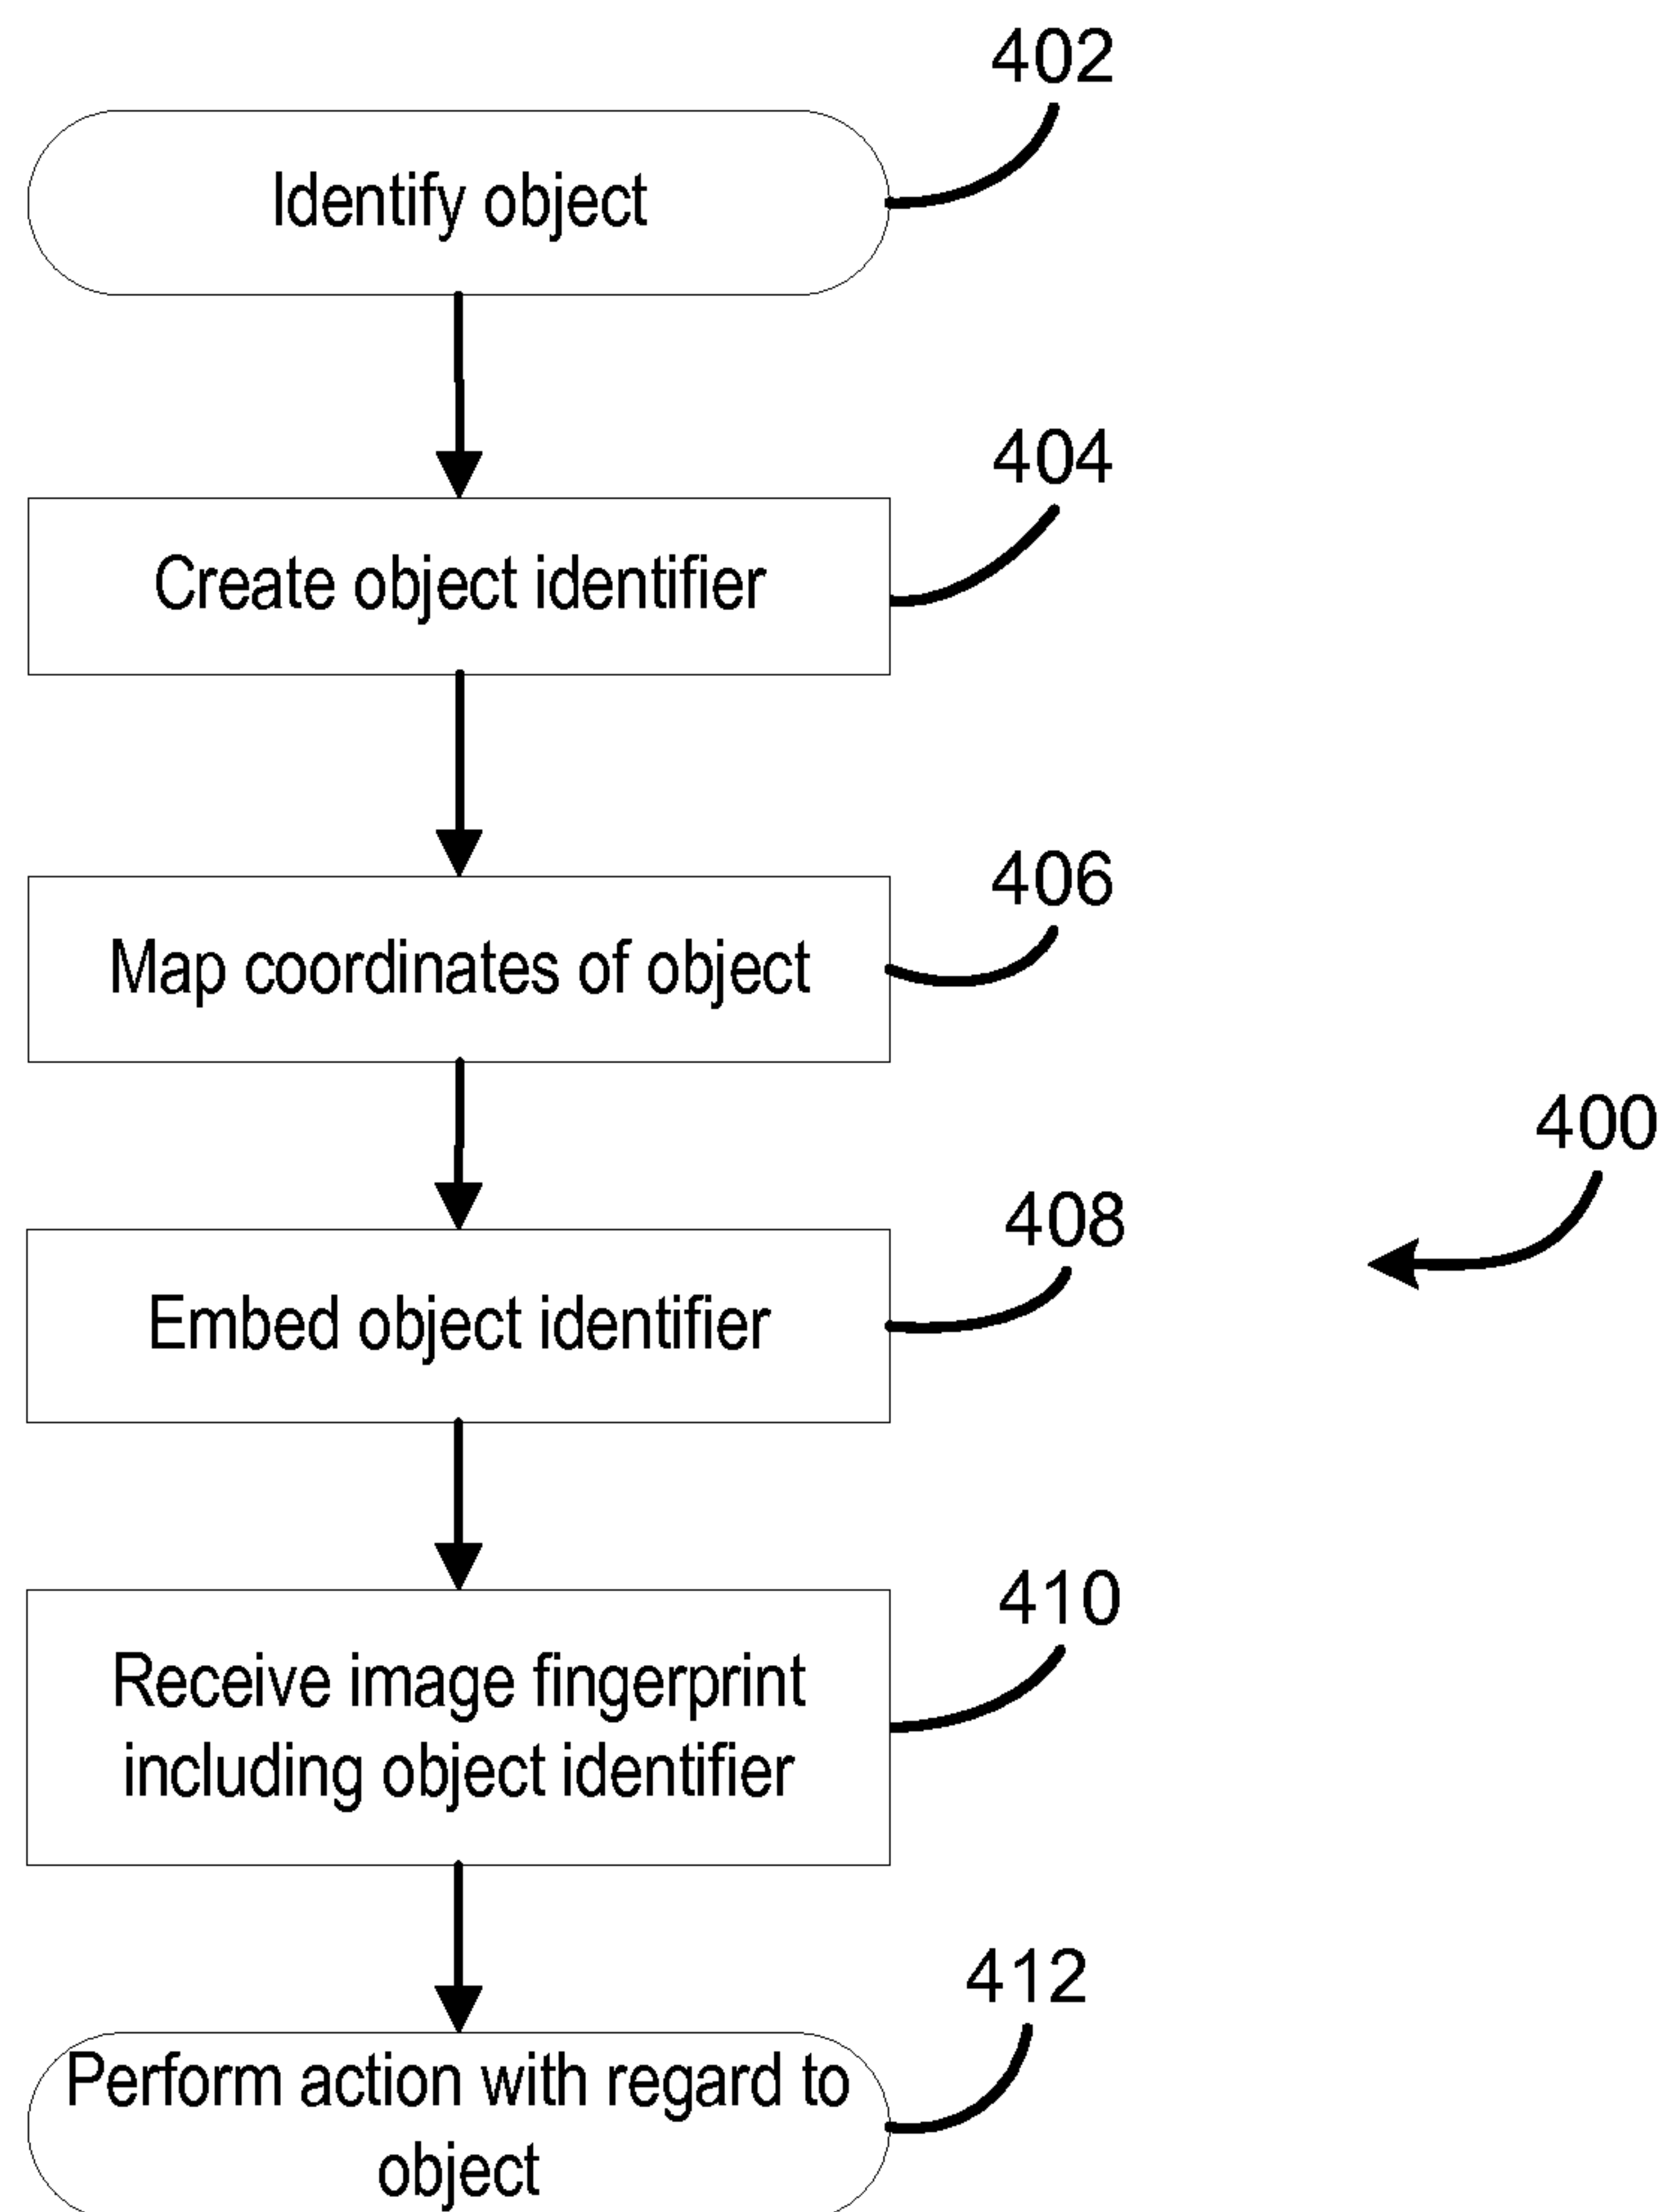 402
Identify object
404
Create object identifier
406
Map coordinates of object
400
408
Embed object identifier
410
Receive image fingerprint
including object identifier
412
Perform action with regard to
object